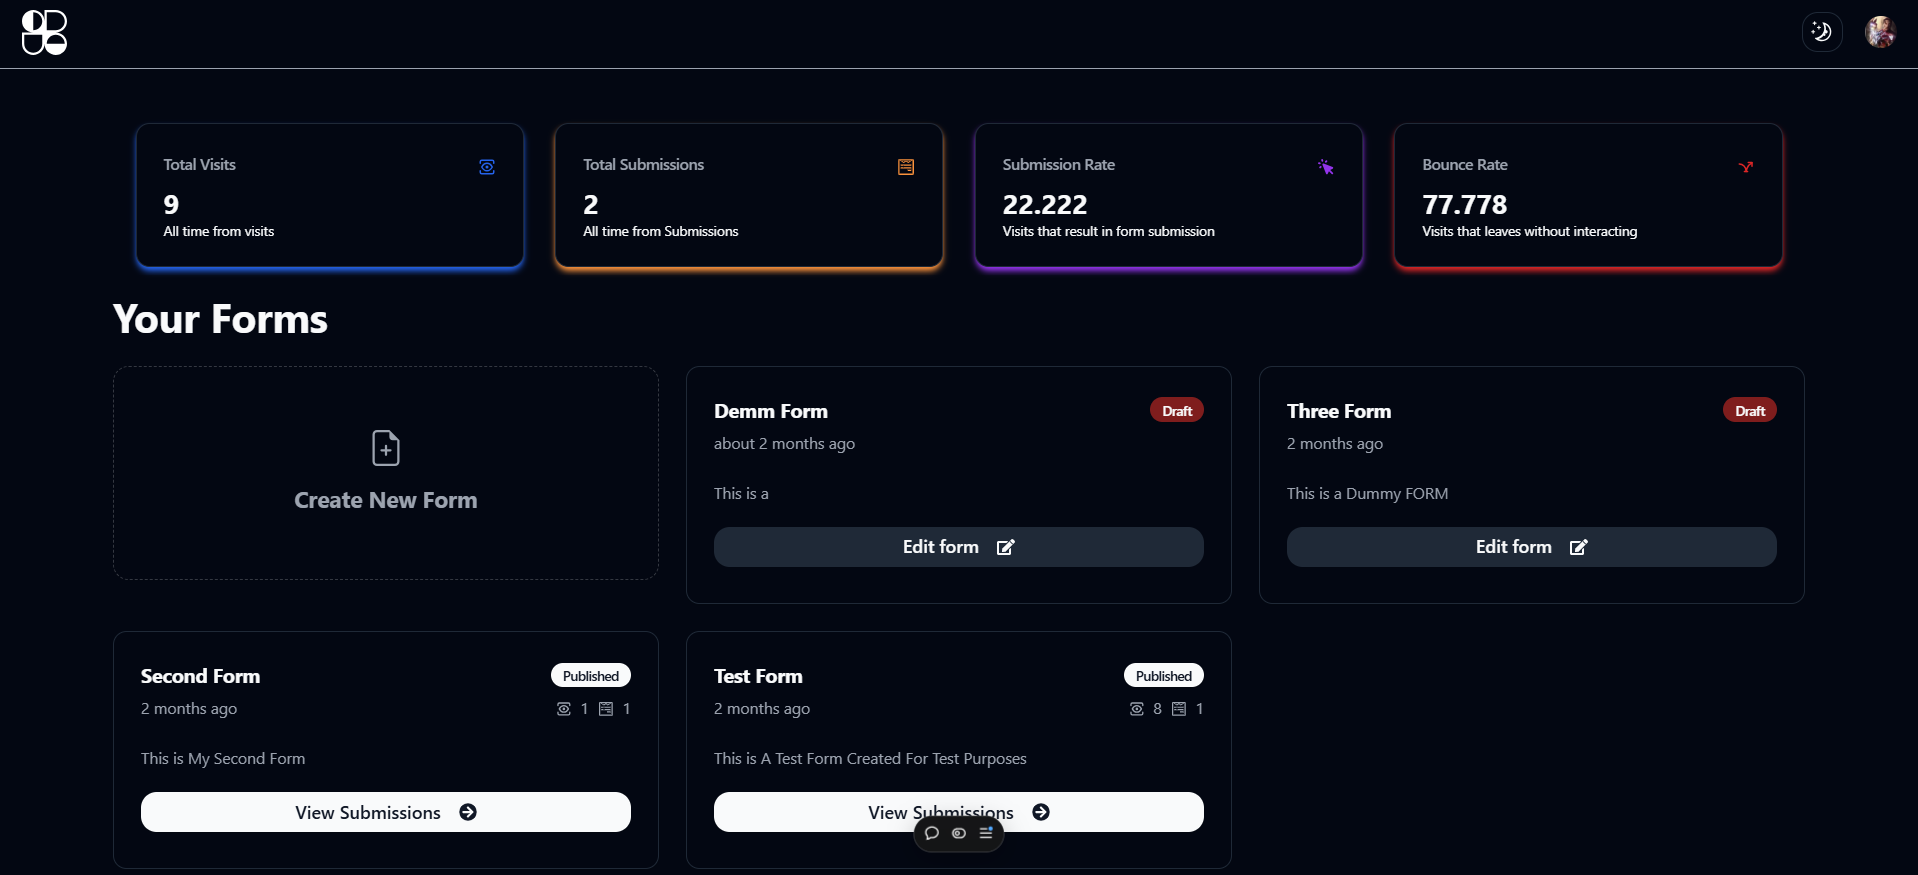 Total Visits
9
All time from visits
Total Submissions
2
All time from Submissions
Submission Rate
22.222
Visits that result in form submission
Bounce Rate
77.778
Visits that leaves without interacting
Your Forms
Create New Form
Demm Form
Draft
about 2 months ago
This is a
Edit form
Three Form
Draft
2 months ago
This is a Dummy FORM
Edit form
Second Form
Published
2 months ago
1 1
This is My Second Form
View Submissions
Test Form
Published
2 months ago
8 1
This is A Test Form Created For Test Purposes
View Submissions